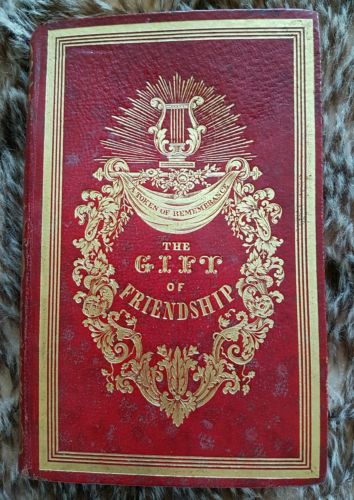 TOKEN OF REMEMBRANCE
THE
GIFT
OF
FRIENDSHIP